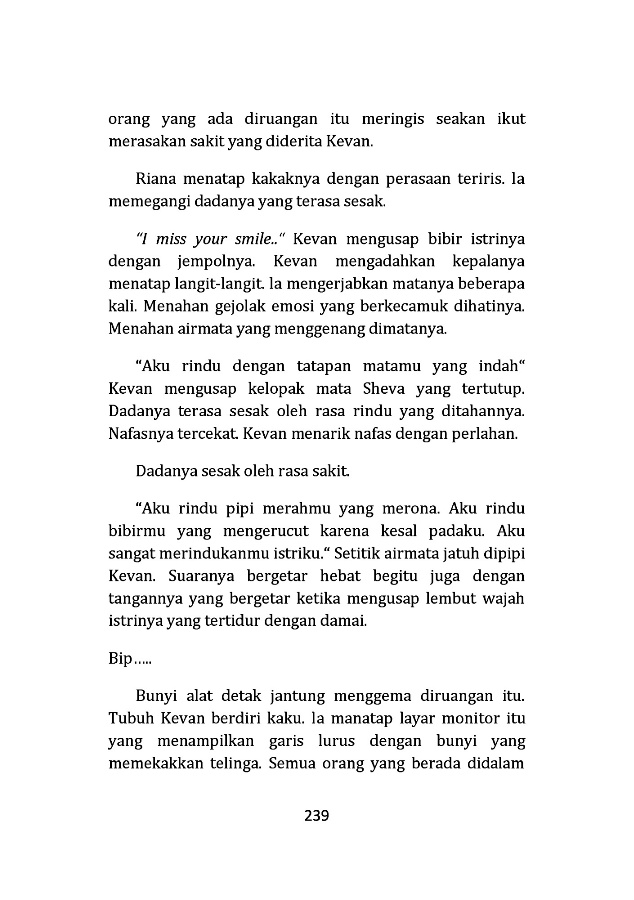 orang yang ada diruangan itu meringis seakan ikut
merasakan sakit yang diderita Kevan.
Riana menatap kakaknya dengan perasaan teriris. Ia
memegangi dadanya yang terasa sesak.
“I miss your smile..“ Kevan mengusap bibir istrinya
dengan jempolnya. Kevan mengadahkan kepalanya
menatap langit-langit. Ia mengerjabkan matanya beberapa
kali. Menahan gejolak emosi yang berkecamuk dihatinya.
Menahan airmata yang menggenang dimatanya.
“Aku rindu dengan tatapan matamu yang indah“
Kevan mengusap kelopak mata Sheva yang tertutup.
Dadanya terasa sesak oleh rasa rindu yang ditahannya.
Nafasnya tercekat. Kevan menarik nafas dengan perlahan.
Dadanya sesak oleh rasa sakit.
“Aku rindu pipi merahmu yang merona. Aku rindu
bibirmu yang mengerucut karena kesal padaku. Aku
sangat merindukanmu istriku.“ Setitik airmata jatuh dipipi
Kevan. Suaranya bergetar hebat begitu juga dengan
tangannya yang bergetar ketika mengusap lembut wajah
istrinya yang tertidur dengan damai.
Bip.....
Bunyi alat detak jantung menggema diruangan itu.
Tubuh Kevan berdiri kaku. Ia manatap layar monitor itu
yang menampilkan garis lurus dengan bunyi yang
memekakkan telinga. Semua orang yang berada didalam
239